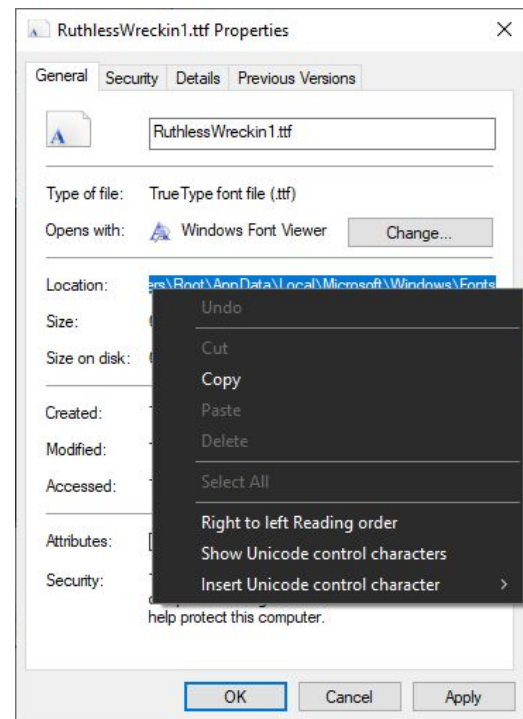 RuthlessWreckin1.ttf Properties
General Security Details Previous Versions
RuthlessWreckin1.ttf
Type of file: TrueType font file (.ttf)
Opens with: Windows Font Viewer Change...
Location: ers\Root\AppData\Local\Microsoft\Windows\Fonts
Size:
Size on disk:
Created:
Modified:
Accessed:
Attributes:
Security:
help protect this computer.
Undo
Cut
Copy
Paste
Delete
Select All
Right to left Reading order
Show Unicode control characters
Insert Unicode control character
OK Cancel Apply